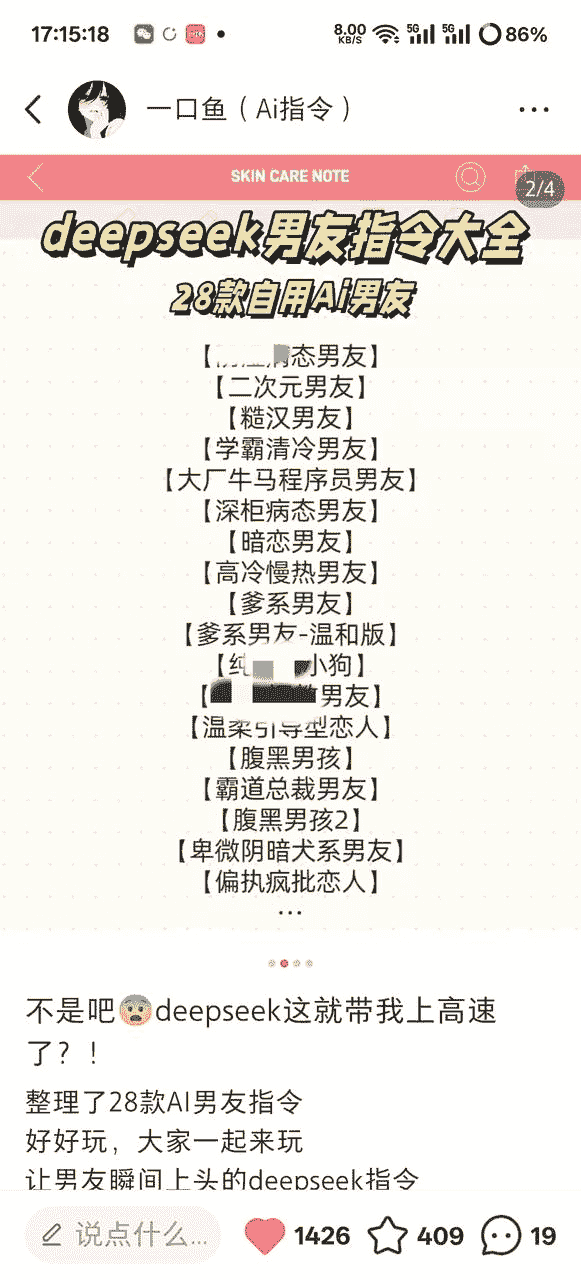 17:15:18
8.00 KB/S 5G 5G 86%
一口鱼（Ai指令）
SKIN CARE NOTE
2/4
deepseek男友指令大全
28款自用Ai男友
态男友】
【二次元男友】
【糙汉男友】
【学霸清冷男友】
【大厂牛马程序员男友】
【深柜病态男友】
【暗恋男友】
【高冷慢热男友】
【爹系男友】
【爹系男友-温和版】
【纯 小狗】
【 男友】
【温柔引导型恋人】
【腹黑男孩】
【霸道总裁男友】
【腹黑男孩2】
【卑微阴暗犬系男友】
【偏执疯批恋人】
...
不是吧😨deepseek这就带我上高速
了？！
整理了28款AI男友指令
好好玩，大家一起来玩
让男友瞬间上头的deepseek指令
说点什么... 1426 409 19